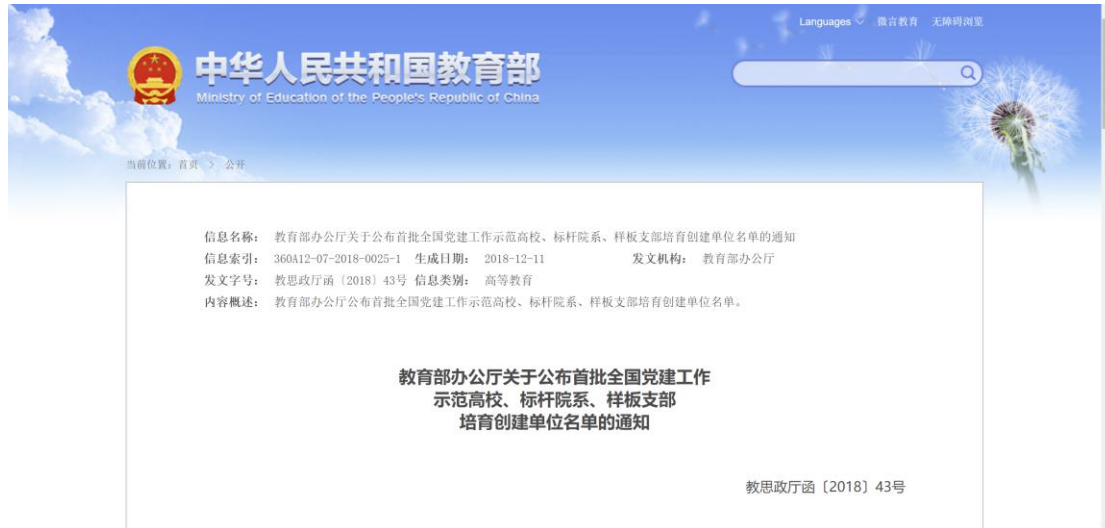 Languages 微言教育 无障碍浏览
中华人民共和国教育部
Ministry of Education of the People's Republic of China
当前位置：首页 > 公开
信息名称： 教育部办公厅关于公布首批全国党建工作示范高校、标杆院系、样板支部培育创建单位名单的通知
信息索引： 360A12-07-2018-0025-1 生成日期： 2018-12-11 发文机构： 教育部办公厅
发文字号： 教思政厅函〔2018〕43号 信息类别： 高等教育
内容概述： 教育部办公厅公布首批全国党建工作示范高校、标杆院系、样板支部培育创建单位名单。
教育部办公厅关于公布首批全国党建工作
示范高校、标杆院系、样板支部
培育创建单位名单的通知
教思政厅函〔2018〕43号